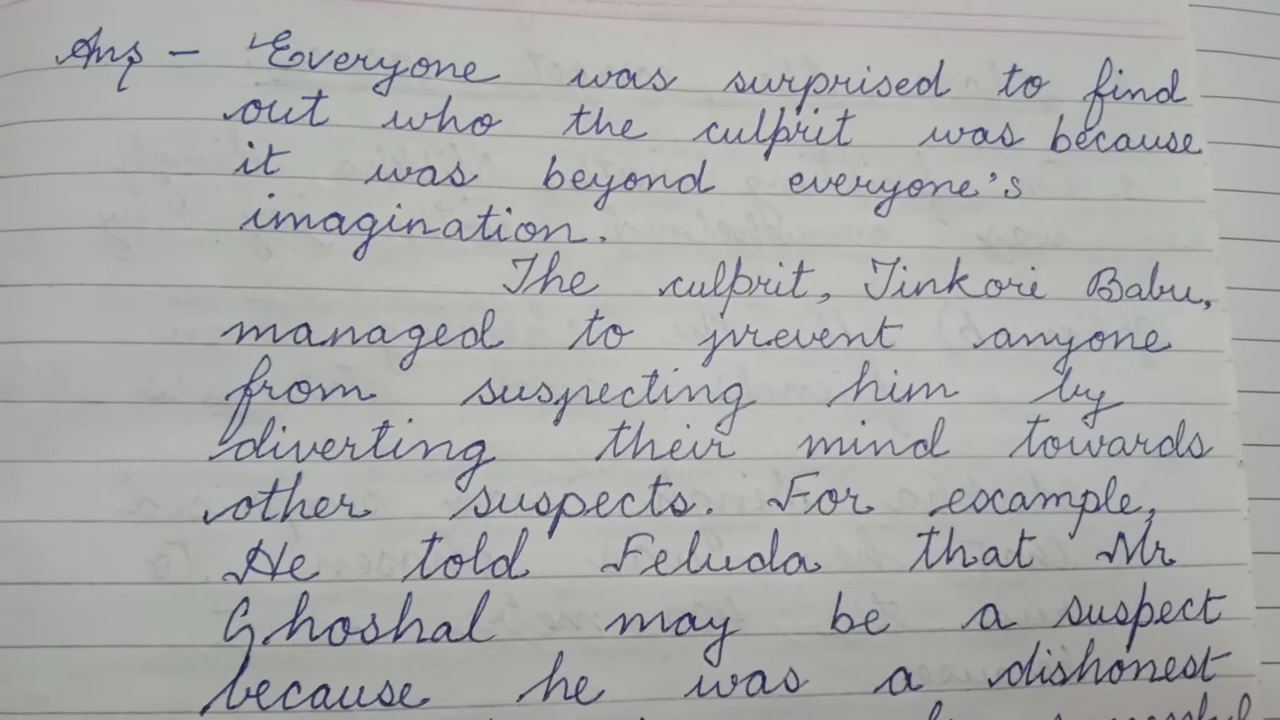 Ans - Everyone was surprised to find
out who the culprit was because
it was beyond everyone's
imagination.
The culprit, Tinkori Babu,
managed to prevent anyone
from suspecting him by
diverting their mind towards
other suspects. For example,
He told Feluda that Mr
Ghoshal may be a suspect
because he was a dishonest